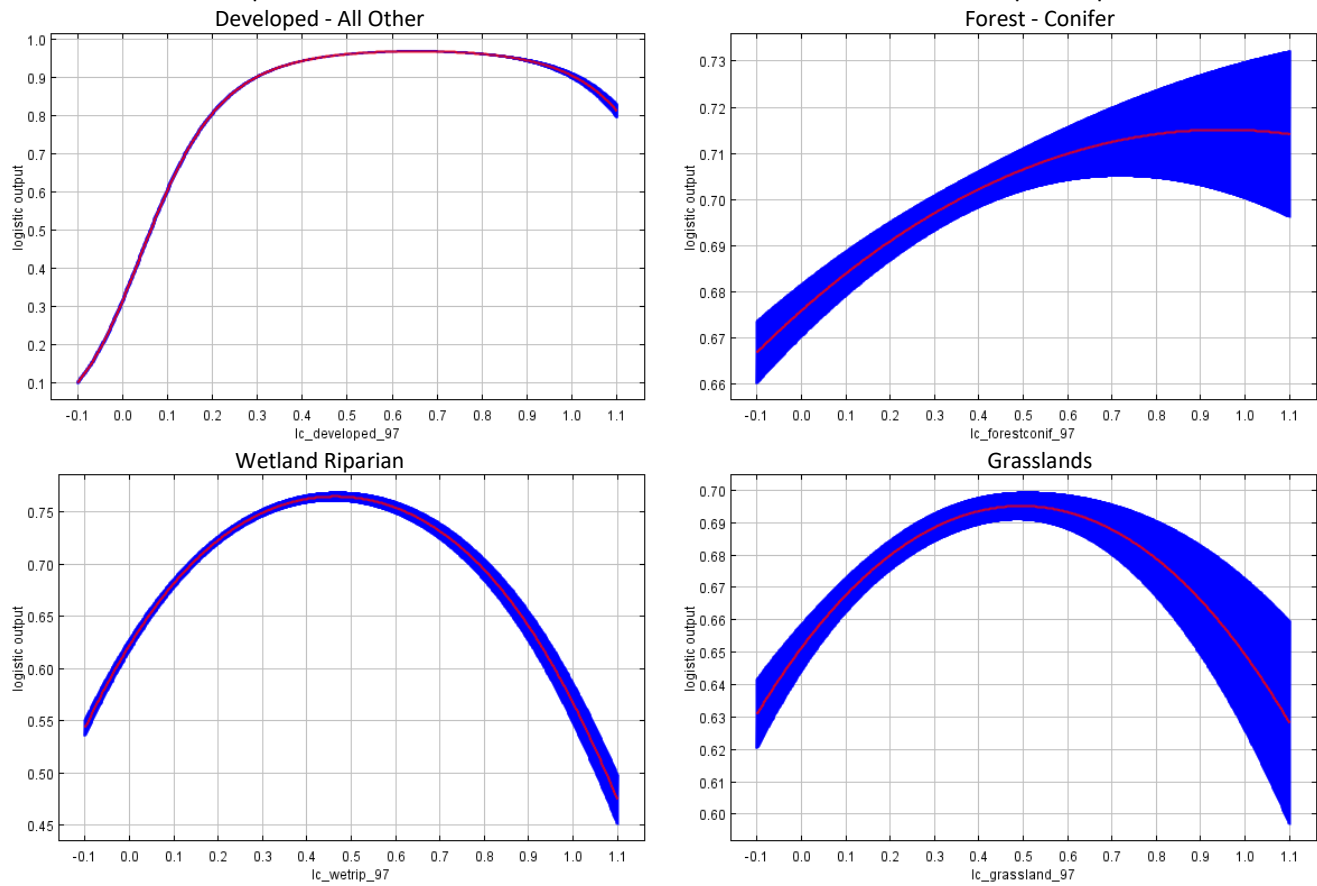 Developed - All Other
1.0
0.9
0.8
0.7
0.6
0.5
0.4
0.3
0.2
0.1
logistic output
-0.1 0.0 0.1 0.2 0.3 0.4 0.5 0.6 0.7 0.8 0.9 1.0 1.1
lc_developed_97
Forest - Conifer
0.73
0.72
0.71
0.70
0.69
0.68
0.67
0.66
logistic output
-0.1 0.0 0.1 0.2 0.3 0.4 0.5 0.6 0.7 0.8 0.9 1.0 1.1
lc_forestconif_97
Wetland Riparian
0.75
0.70
0.65
0.60
0.55
0.50
0.45
logistic output
-0.1 0.0 0.1 0.2 0.3 0.4 0.5 0.6 0.7 0.8 0.9 1.0 1.1
lc_wetrip_97
Grasslands
0.70
0.69
0.68
0.67
0.66
0.65
0.64
0.63
0.62
0.61
0.60
logistic output
-0.1 0.0 0.1 0.2 0.3 0.4 0.5 0.6 0.7 0.8 0.9 1.0 1.1
lc_grassland_97